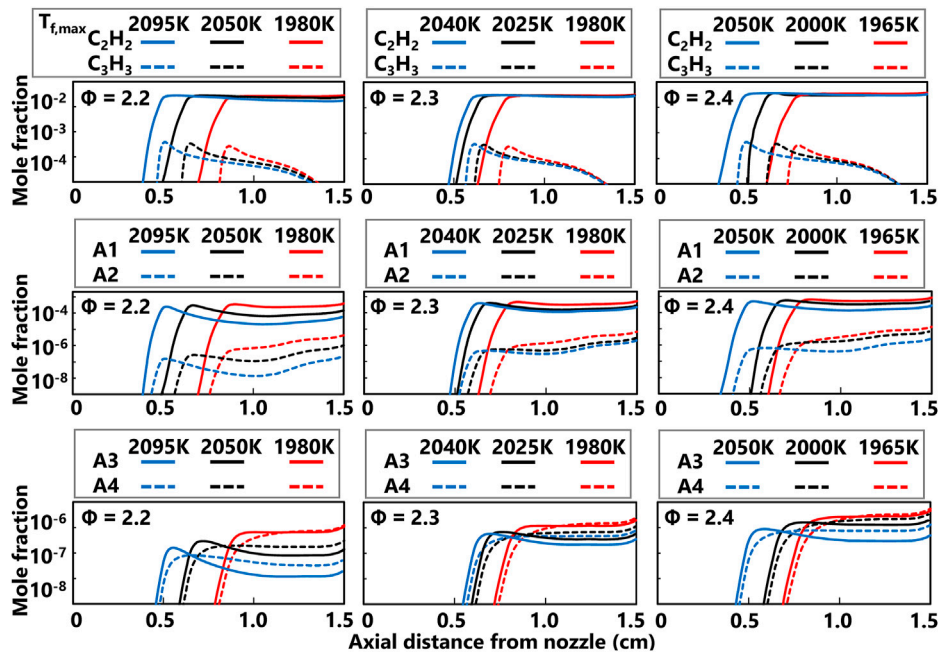 T_f,max 2095K 2050K 1980K
C₂H₂
C₃H₃
2040K 2025K 1980K
C₂H₂
C₃H₃
2050K 2000K 1965K
C₂H₂
C₃H₃
Mole fraction
10⁻²
10⁻³
10⁻⁴
Φ = 2.2
Φ = 2.3
Φ = 2.4
0 0.5 1.0 1.5
0 0.5 1.0 1.5
0 0.5 1.0 1.5
2095K 2050K 1980K
A1
A2
2040K 2025K 1980K
A1
A2
2050K 2000K 1965K
A1
A2
Mole fraction
10⁻⁴
10⁻⁶
10⁻⁸
Φ = 2.2
Φ = 2.3
Φ = 2.4
0 0.5 1.0 1.5
0 0.5 1.0 1.5
0 0.5 1.0 1.5
2095K 2050K 1980K
A3
A4
2040K 2025K 1980K
A3
A4
2050K 2000K 1965K
A3
A4
Mole fraction
10⁻⁶
10⁻⁷
10⁻⁸
Φ = 2.2
Φ = 2.3
Φ = 2.4
0 0.5 1.0 1.5
0 0.5 1.0 1.5
0 0.5 1.0 1.5
Axial distance from nozzle (cm)